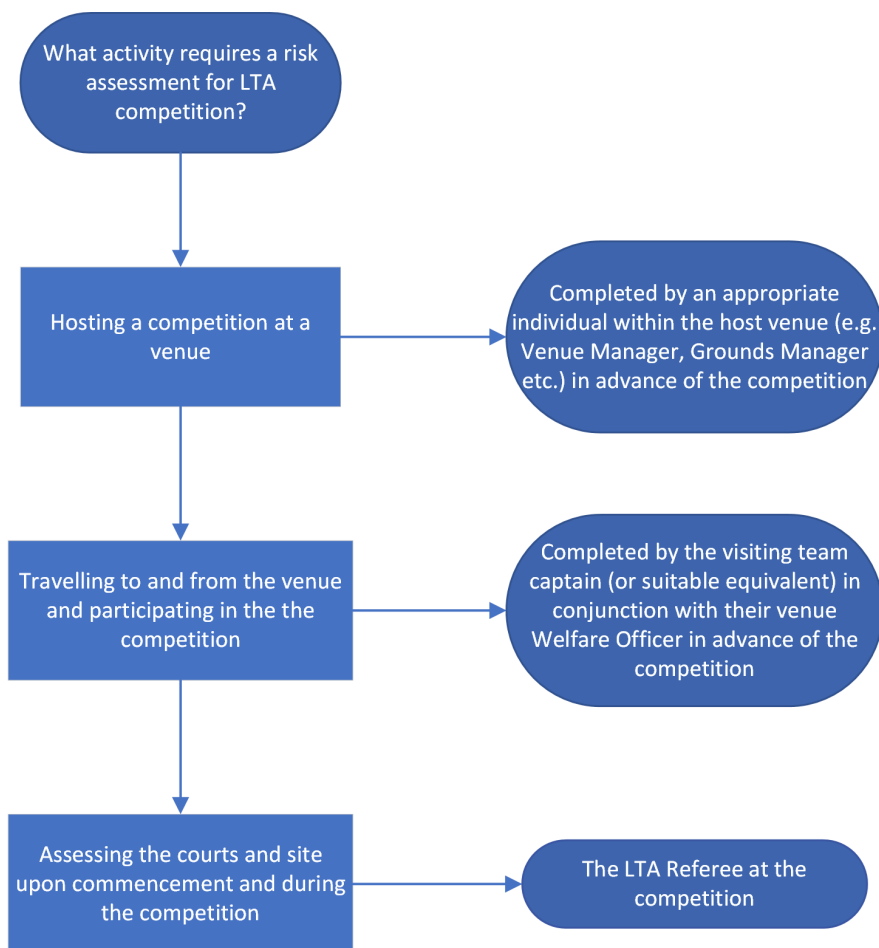 What activity requires a risk
assessment for LTA
competition?
Hosting a competition at a
venue
Completed by an appropriate
individual within the host venue (e.g.
Venue Manager, Grounds Manager
etc.) in advance of the competition
Travelling to and from the venue
and participating in the the
competition
Completed by the visiting team
captain (or suitable equivalent) in
conjunction with their venue
Welfare Officer in advance of the
competition
Assessing the courts and site
upon commencement and during
the competition
The LTA Referee at the
competition